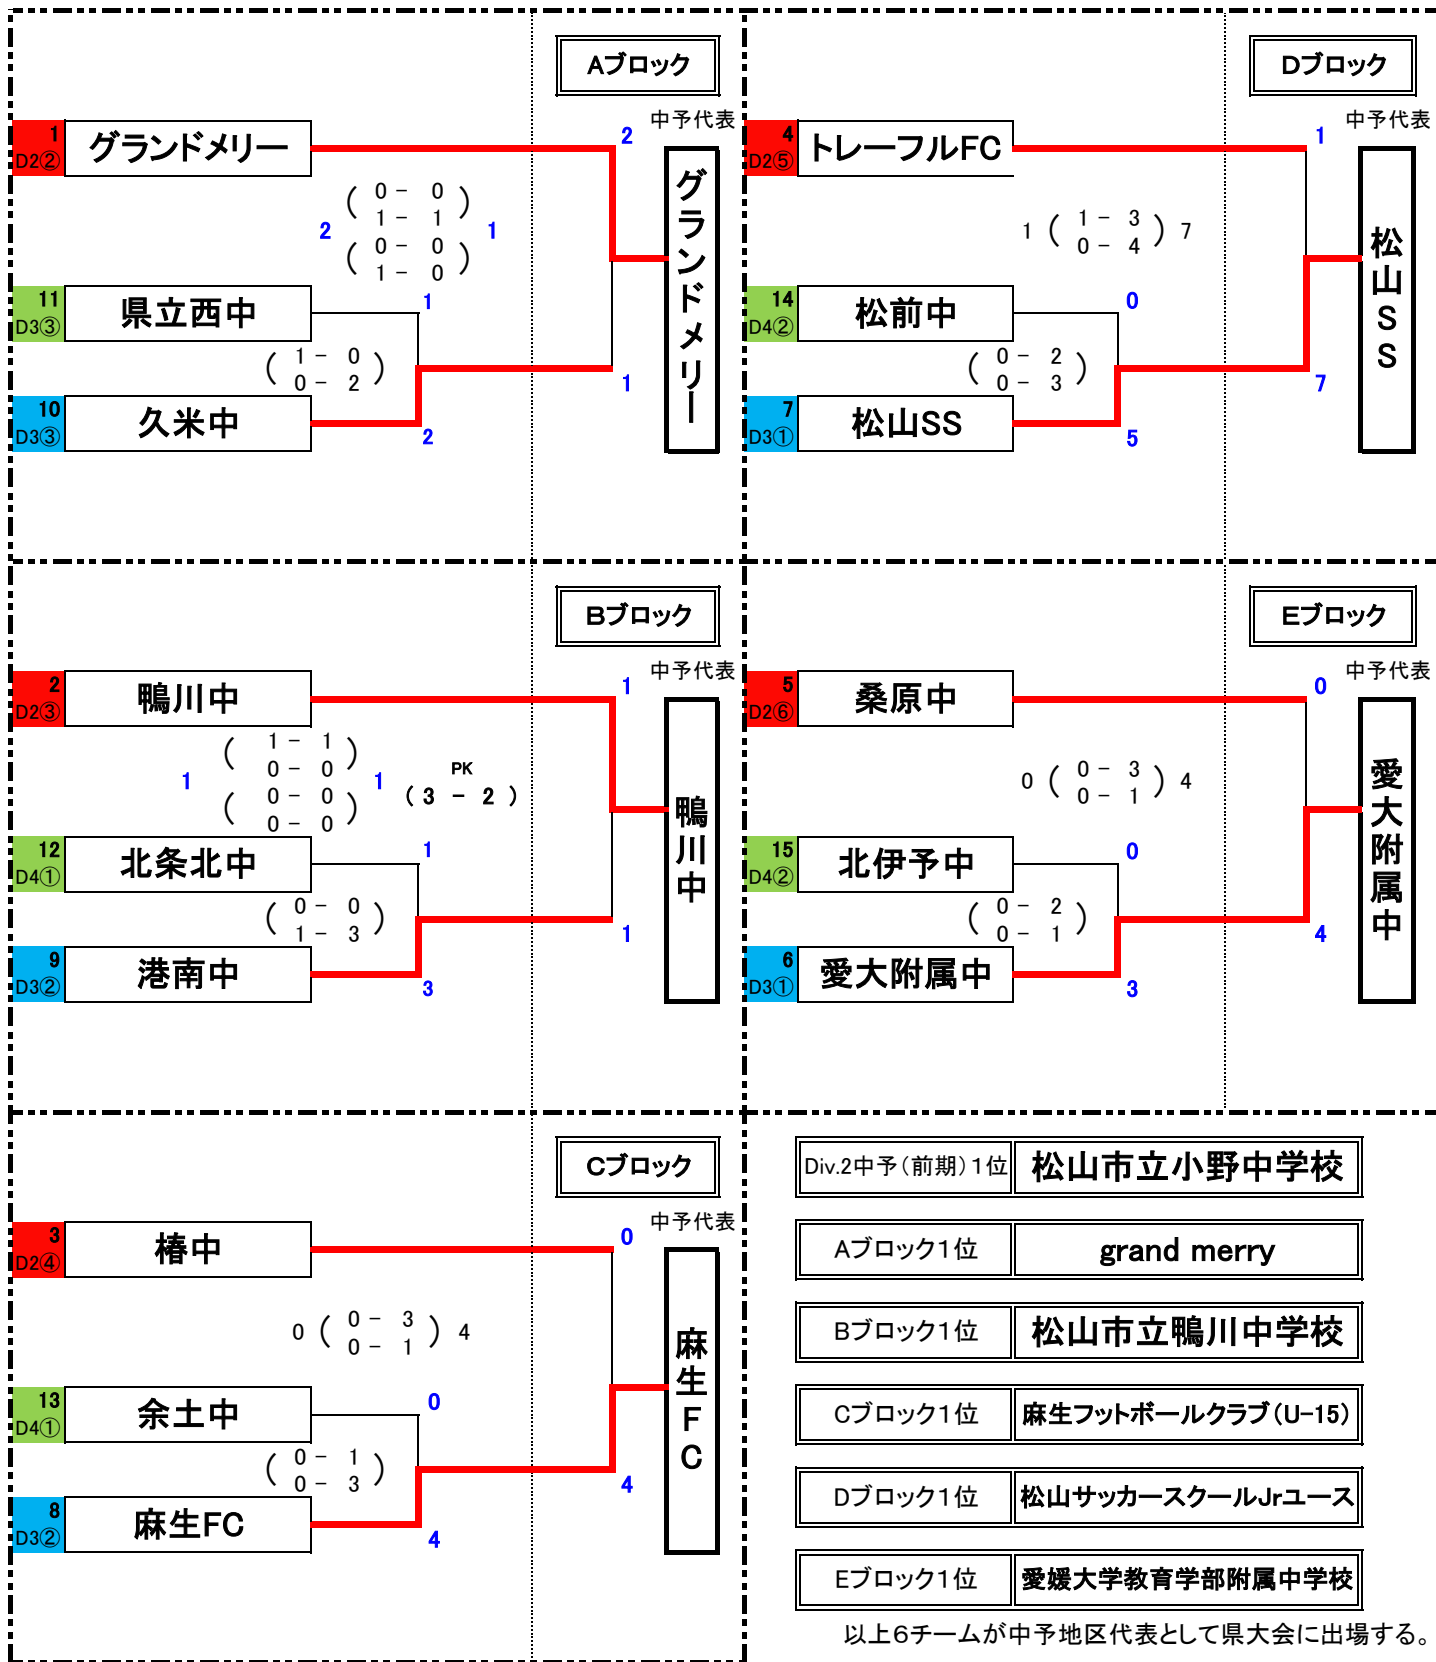 Aブロック
中予代表
1
D2②
グランドメリー
2
2
( 0 - 0 )
( 1 - 1 )
( 0 - 0 )
( 1 - 0 )
1
11
D3③
県立西中
1
( 1 - 0 )
( 0 - 2 )
10
D3③
久米中
2
1
グランドメリー
Dブロック
中予代表
4
D2⑤
トレーフルFC
1
1 ( 1 - 3 ) 7
0 - 4
14
D4②
松前中
0
( 0 - 2 )
0 - 3
7
D3①
松山SS
5
7
松山SS
Bブロック
中予代表
2
D2③
鴨川中
1
1
( 1 - 1 )
( 0 - 0 )
( 0 - 0 )
( 0 - 0 )
1
PK
( 3 - 2 )
12
D4①
北条北中
1
( 0 - 0 )
1 - 3
9
D3②
港南中
3
1
鴨川中
Eブロック
中予代表
5
D2⑥
桑原中
0
0 ( 0 - 3 ) 4
0 - 1
15
D4②
北伊予中
0
( 0 - 2 )
0 - 1
6
D3①
愛大附属中
3
4
愛大附属中
Cブロック
中予代表
3
D2④
椿中
0
0 ( 0 - 3 ) 4
0 - 1
13
D4①
余土中
0
( 0 - 1 )
0 - 3
8
D3②
麻生FC
4
4
麻生FC
Div.2中予(前期)1位 松山市立小野中学校
Aブロック1位 grand merry
Bブロック1位 松山市立鴨川中学校
Cブロック1位 麻生フットボールクラブ(U-15)
Dブロック1位 松山サッカースクールJrユース
Eブロック1位 愛媛大学教育学部附属中学校
以上6チームが中予地区代表として県大会に出場する。